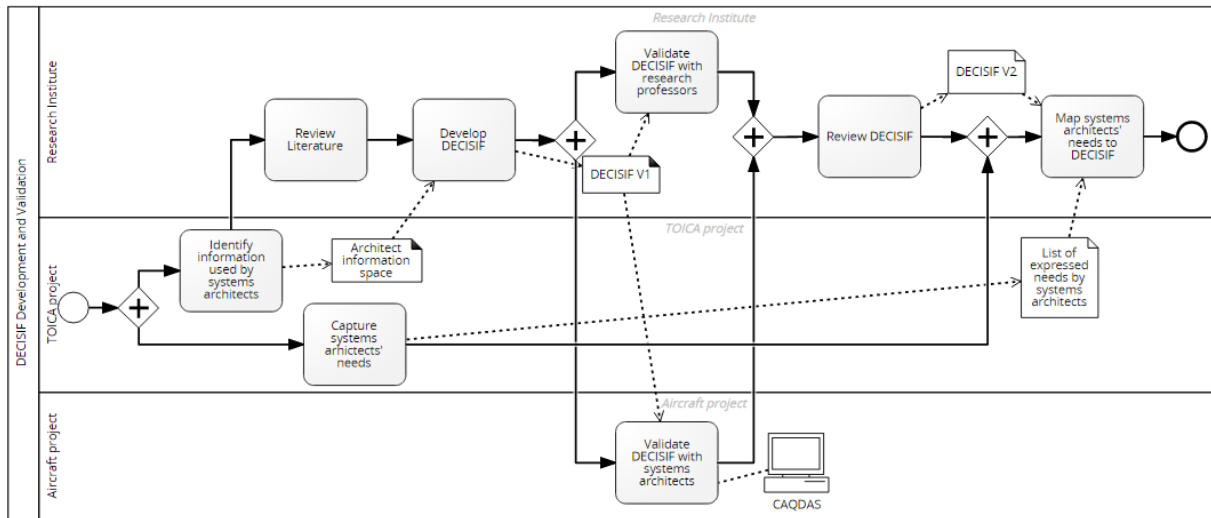 DECISIF Development and Validation
Research Institute
Research Institute
Validate
DECISIF with
research
professors
DECISIF V2
Review
Literature
Develop
DECISIF
DECISIF V1
Review DECISIF
Map systems
architects'
needs to
DECISIF
TOICA project
TOICA project
Identify
information
used by
systems
architects
Architect
information
space
List of
expressed
needs by
systems
architects
Capture
systems
arhictects'
needs
Aircraft project
Aircraft project
Validate
DECISIF with
systems
architects
CAQDAS